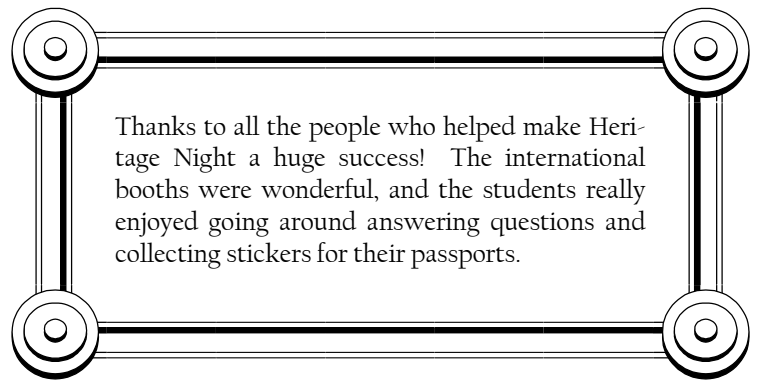 Thanks to all the people who helped make Heri-
tage Night a huge success!  The international
booths were wonderful, and the students really
enjoyed going around answering questions and
collecting stickers for their passports.